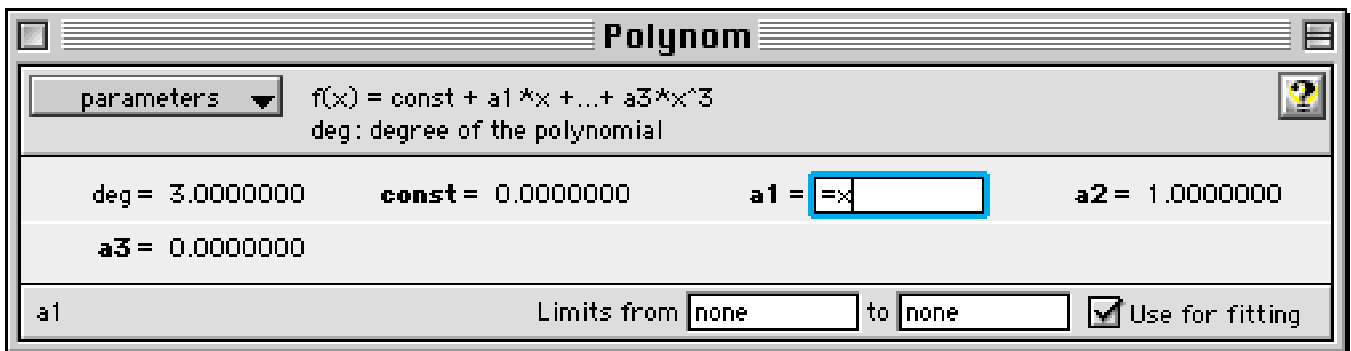 Polynom
parameters
f(x) = const + a1*x +...+ a3*x^3
deg: degree of the polynomial
deg = 3.0000000 const = 0.0000000 a1 = =x a2 = 1.0000000
a3 = 0.0000000
a1 Limits from none to none Use for fitting